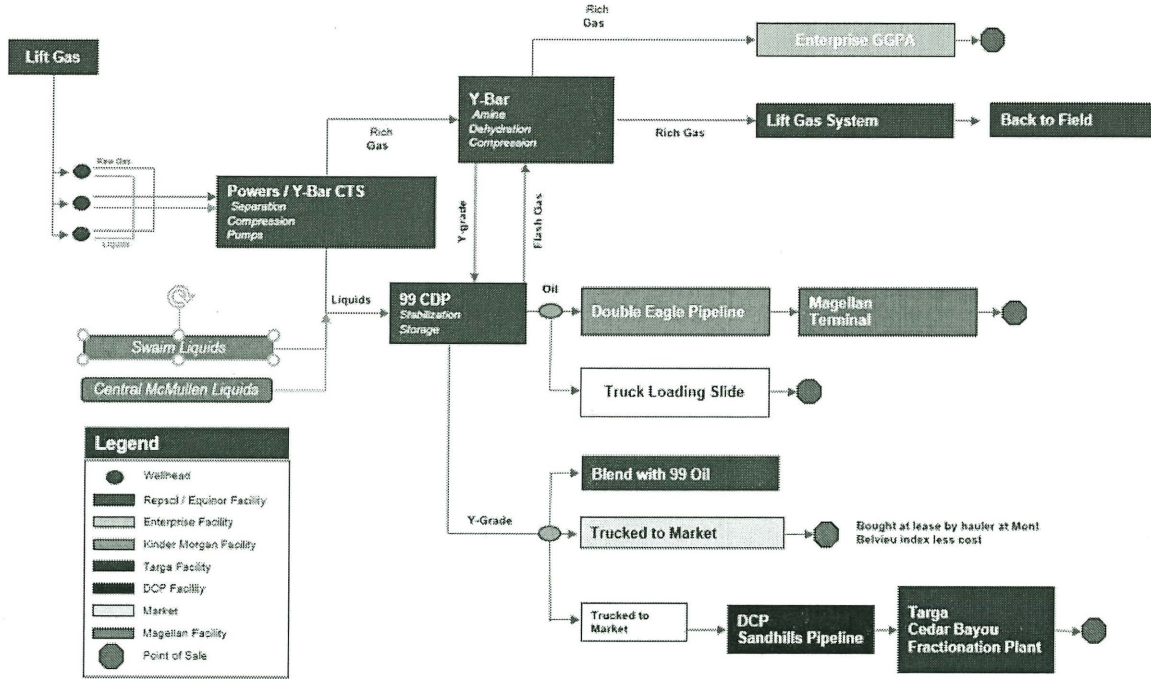 Rich
Gas
Enterprise GGPA
Lift Gas
Y-Bar
Amine
Dehydration
Compression
Rich
Gas
Rich Gas
Lift Gas System
Back to Field
Raw Gas
Powers / Y-Bar CTS
Separation
Compression
Pumps
Liquids
Y-grade
Flash Gas
Liquids
99 CDP
Stabilization
Storage
Oil
Double Eagle Pipeline
Magellan
Terminal
Swaim Liquids
Central McMullen Liquids
Truck Loading Slide
Legend
Wellhead
Repsol / Equinor Facility
Enterprise Facility
Kinder Morgan Facility
Targa Facility
DCP Facility
Market
Magellan Facility
Point of Sale
Blend with 99 Oil
Y-Grade
Trucked to Market
Bought at lease by hauler at Mont
Belvieu index less cost
Trucked to
Market
DCP
Sandhills Pipeline
Targa
Cedar Bayou
Fractionation Plant